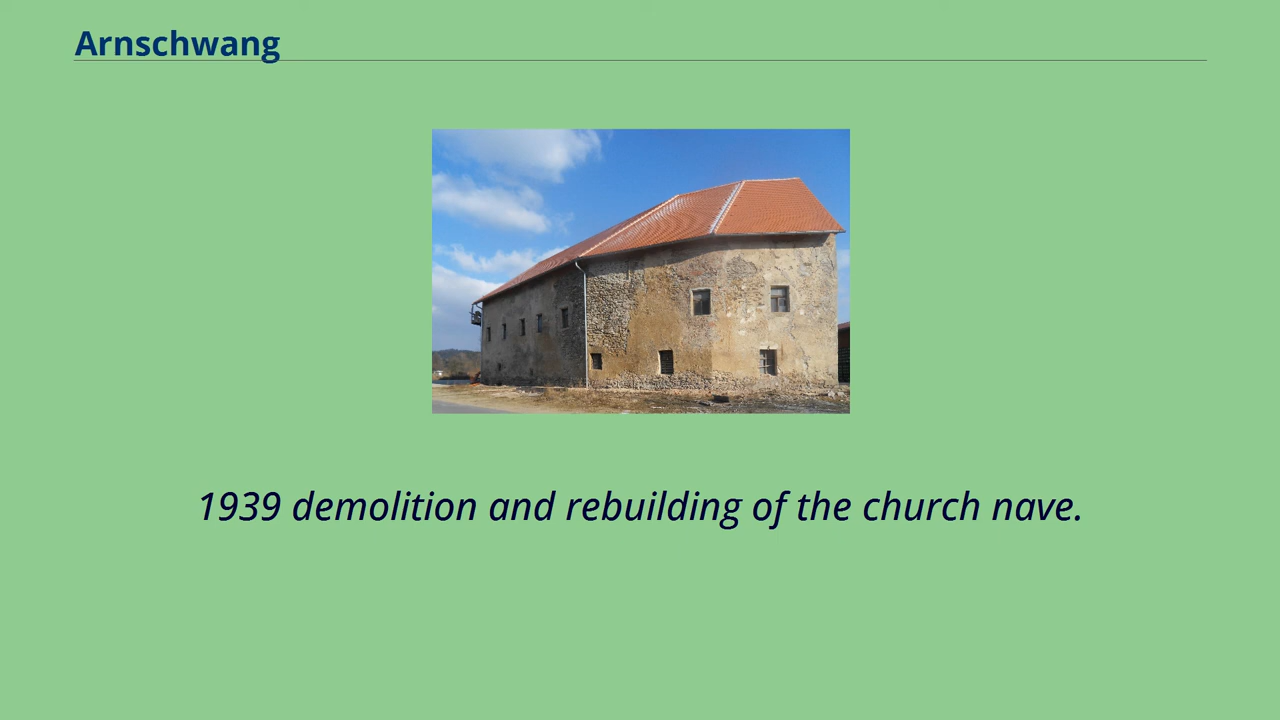 Arnschwang
1939 demolition and rebuilding of the church nave.